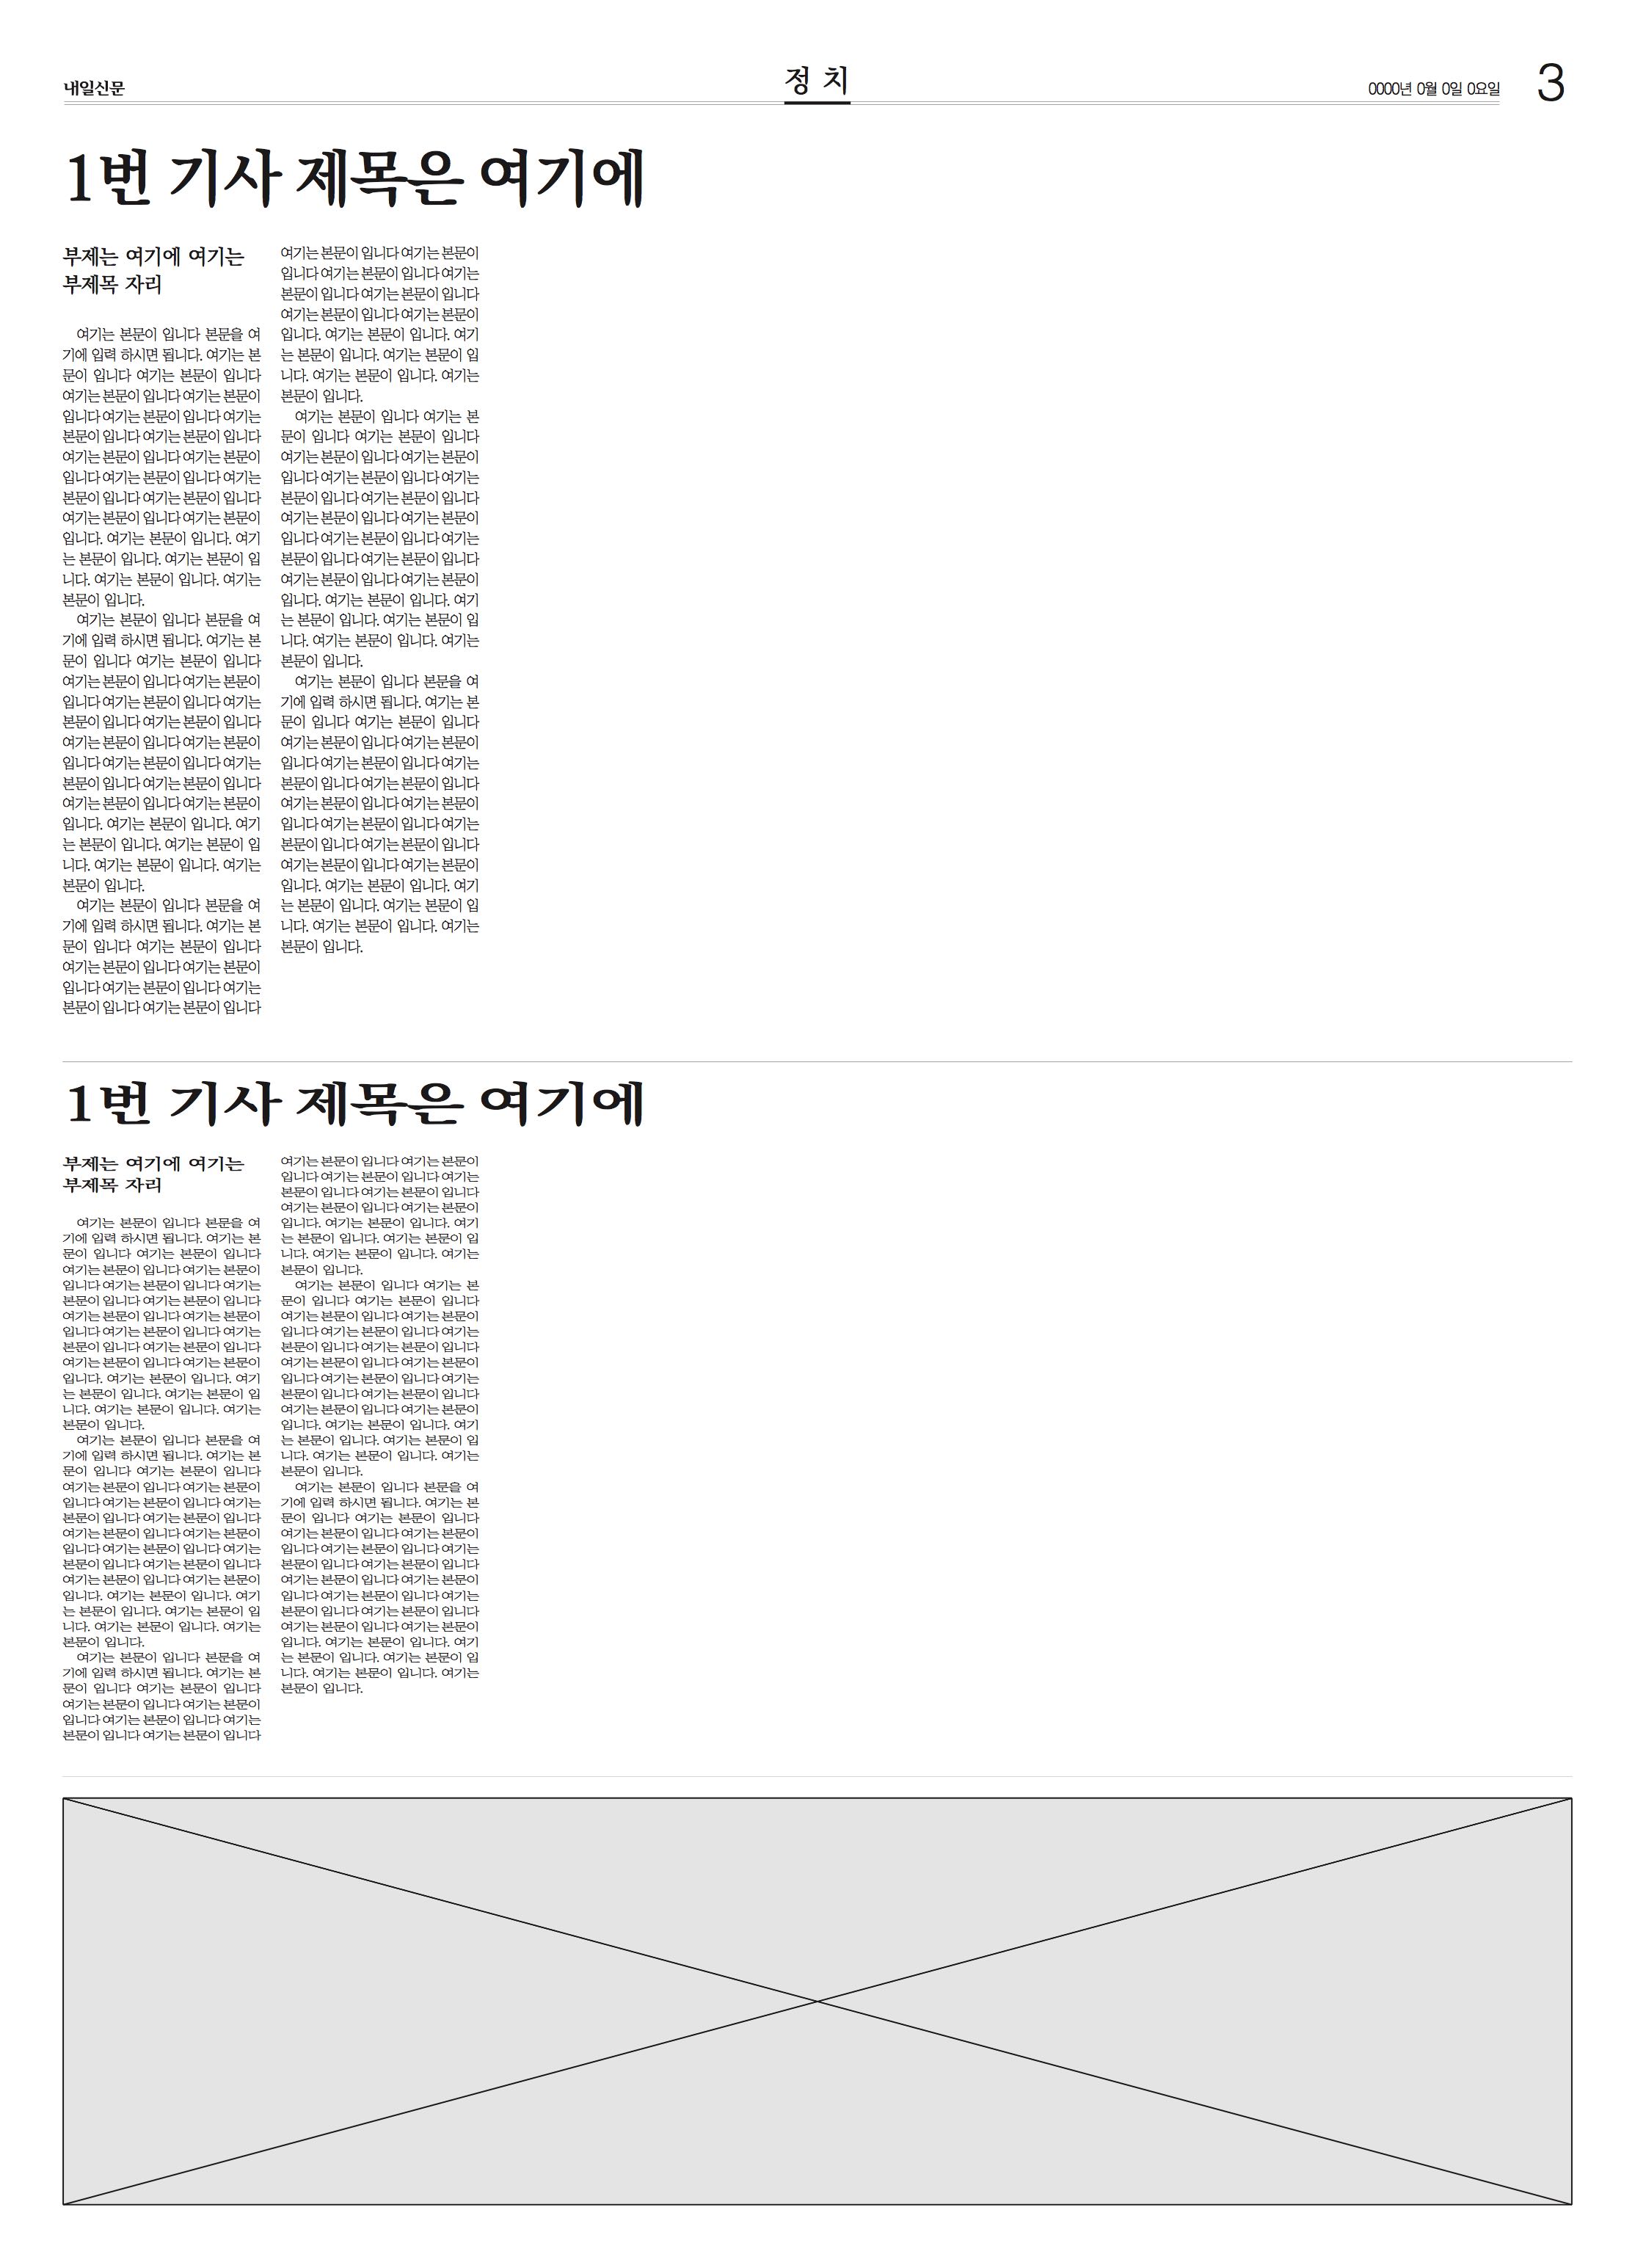 내일신문
정 치
0000년 0월 0일 0요일
3
1번 기사 제목은 여기에
부제는 여기에 여기는
부제목 자리
여기는 본문이 입니다 본문을 여
기에 입력 하시면 됩니다. 여기는 본
문이 입니다 여기는 본문이 입니다
여기는 본문이 입니다 여기는 본문이
입니다 여기는 본문이 입니다 여기는
본문이 입니다 여기는 본문이 입니다
여기는 본문이 입니다 여기는 본문이
입니다 여기는 본문이 입니다 여기는
본문이 입니다 여기는 본문이 입니다
여기는 본문이 입니다 여기는 본문이
입니다. 여기는 본문이 입니다. 여기
는 본문이 입니다. 여기는 본문이 입
니다. 여기는 본문이 입니다. 여기는
본문이 입니다.
여기는 본문이 입니다 본문을 여
기에 입력 하시면 됩니다. 여기는 본
문이 입니다 여기는 본문이 입니다
여기는 본문이 입니다 여기는 본문이
입니다 여기는 본문이 입니다 여기는
본문이 입니다 여기는 본문이 입니다
여기는 본문이 입니다 여기는 본문이
입니다 여기는 본문이 입니다 여기는
본문이 입니다 여기는 본문이 입니다
여기는 본문이 입니다 여기는 본문이
입니다. 여기는 본문이 입니다. 여기
는 본문이 입니다. 여기는 본문이 입
니다. 여기는 본문이 입니다. 여기는
본문이 입니다.
여기는 본문이 입니다 본문을 여
기에 입력 하시면 됩니다. 여기는 본
문이 입니다 여기는 본문이 입니다
여기는 본문이 입니다 여기는 본문이
입니다 여기는 본문이 입니다 여기는
본문이 입니다 여기는 본문이 입니다
여기는 본문이 입니다 여기는 본문이
입니다 여기는 본문이 입니다 여기는
본문이 입니다 여기는 본문이 입니다
여기는 본문이 입니다 여기는 본문이
입니다. 여기는 본문이 입니다. 여기
는 본문이 입니다. 여기는 본문이 입
니다. 여기는 본문이 입니다. 여기는
본문이 입니다.
여기는 본문이 입니다 여기는 본
문이 입니다 여기는 본문이 입니다
여기는 본문이 입니다 여기는 본문이
입니다 여기는 본문이 입니다 여기는
본문이 입니다 여기는 본문이 입니다
여기는 본문이 입니다 여기는 본문이
입니다 여기는 본문이 입니다 여기는
본문이 입니다 여기는 본문이 입니다
여기는 본문이 입니다 여기는 본문이
입니다. 여기는 본문이 입니다. 여기
는 본문이 입니다. 여기는 본문이 입
니다. 여기는 본문이 입니다. 여기는
본문이 입니다.
여기는 본문이 입니다 본문을 여
기에 입력 하시면 됩니다. 여기는 본
문이 입니다 여기는 본문이 입니다
여기는 본문이 입니다 여기는 본문이
입니다 여기는 본문이 입니다 여기는
본문이 입니다 여기는 본문이 입니다
여기는 본문이 입니다 여기는 본문이
입니다 여기는 본문이 입니다 여기는
본문이 입니다 여기는 본문이 입니다
여기는 본문이 입니다 여기는 본문이
입니다. 여기는 본문이 입니다. 여기
는 본문이 입니다. 여기는 본문이 입
니다. 여기는 본문이 입니다. 여기는
본문이 입니다.
1번 기사 제목은 여기에
부제는 여기에 여기는
부제목 자리
여기는 본문이 입니다 본문을 여
기에 입력 하시면 됩니다. 여기는 본
문이 입니다 여기는 본문이 입니다
여기는 본문이 입니다 여기는 본문이
입니다 여기는 본문이 입니다 여기는
본문이 입니다 여기는 본문이 입니다
여기는 본문이 입니다 여기는 본문이
입니다 여기는 본문이 입니다 여기는
본문이 입니다 여기는 본문이 입니다
여기는 본문이 입니다 여기는 본문이
입니다. 여기는 본문이 입니다. 여기
는 본문이 입니다. 여기는 본문이 입
니다. 여기는 본문이 입니다. 여기는
본문이 입니다.
여기는 본문이 입니다 본문을 여
기에 입력 하시면 됩니다. 여기는 본
문이 입니다 여기는 본문이 입니다
여기는 본문이 입니다 여기는 본문이
입니다 여기는 본문이 입니다 여기는
본문이 입니다 여기는 본문이 입니다
여기는 본문이 입니다 여기는 본문이
입니다 여기는 본문이 입니다 여기는
본문이 입니다 여기는 본문이 입니다
여기는 본문이 입니다 여기는 본문이
입니다. 여기는 본문이 입니다. 여기
는 본문이 입니다. 여기는 본문이 입
니다. 여기는 본문이 입니다. 여기는
본문이 입니다.
여기는 본문이 입니다 본문을 여
기에 입력 하시면 됩니다. 여기는 본
문이 입니다 여기는 본문이 입니다
여기는 본문이 입니다 여기는 본문이
입니다 여기는 본문이 입니다 여기는
본문이 입니다 여기는 본문이 입니다
여기는 본문이 입니다 여기는 본문이
입니다 여기는 본문이 입니다 여기는
본문이 입니다 여기는 본문이 입니다
여기는 본문이 입니다 여기는 본문이
입니다. 여기는 본문이 입니다. 여기
는 본문이 입니다. 여기는 본문이 입
니다. 여기는 본문이 입니다. 여기는
본문이 입니다.
여기는 본문이 입니다 여기는 본
문이 입니다 여기는 본문이 입니다
여기는 본문이 입니다 여기는 본문이
입니다 여기는 본문이 입니다 여기는
본문이 입니다 여기는 본문이 입니다
여기는 본문이 입니다 여기는 본문이
입니다 여기는 본문이 입니다 여기는
본문이 입니다 여기는 본문이 입니다
여기는 본문이 입니다 여기는 본문이
입니다. 여기는 본문이 입니다. 여기
는 본문이 입니다. 여기는 본문이 입
니다. 여기는 본문이 입니다. 여기는
본문이 입니다.
여기는 본문이 입니다 본문을 여
기에 입력 하시면 됩니다. 여기는 본
문이 입니다 여기는 본문이 입니다
여기는 본문이 입니다 여기는 본문이
입니다 여기는 본문이 입니다 여기는
본문이 입니다 여기는 본문이 입니다
여기는 본문이 입니다 여기는 본문이
입니다 여기는 본문이 입니다 여기는
본문이 입니다 여기는 본문이 입니다
여기는 본문이 입니다 여기는 본문이
입니다. 여기는 본문이 입니다. 여기
는 본문이 입니다. 여기는 본문이 입
니다. 여기는 본문이 입니다. 여기는
본문이 입니다.